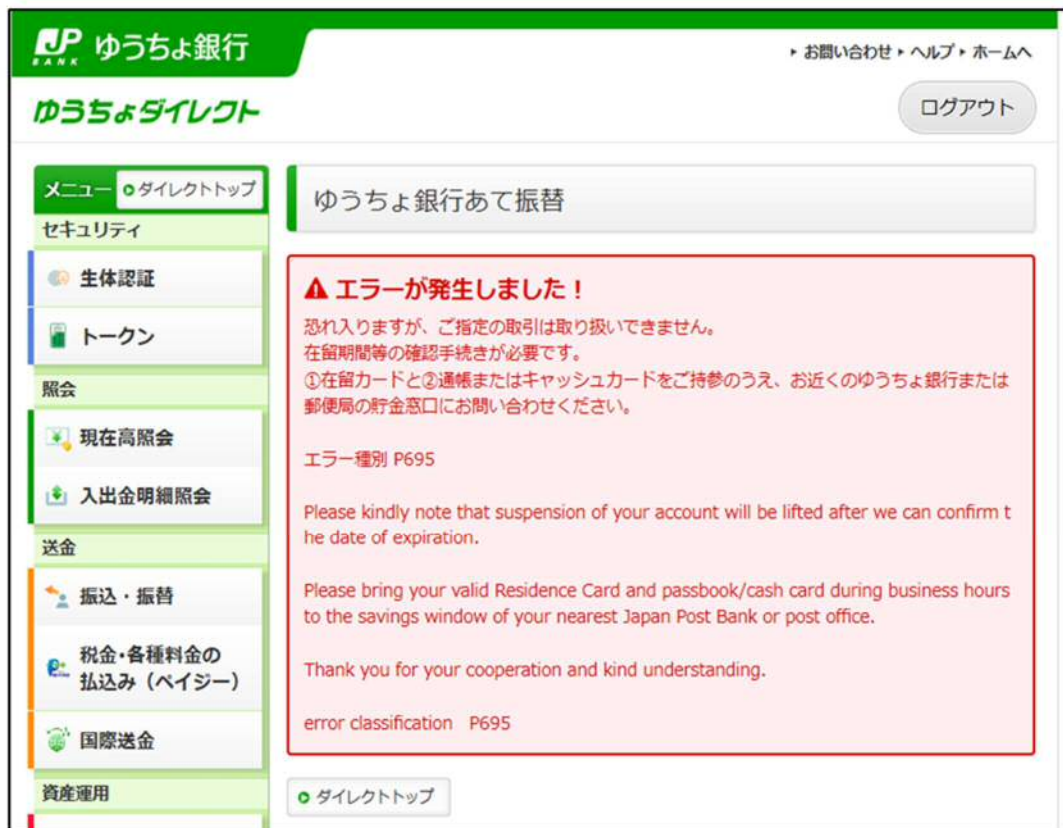 JP
BANK
ゆうちょ銀行
お問い合わせ ヘルプ ホームへ
ゆうちょダイレクト
ログアウト
メニュー
ダイレクトトップ
ゆうちょ銀行あて振替
セキュリティ
生体認証
トークン
照会
現在高照会
入出金明細照会
送金
振込・振替
税金・各種料金の
払込み（ペイジー）
国際送金
資産運用
エラーが発生しました！
恐れ入りますが、ご指定の取引は取り扱いできません。
在留期間等の確認手続きが必要です。
①在留カードと②通帳またはキャッシュカードをご持参のうえ、お近くのゆうちょ銀行または
郵便局の貯金窓口にお問い合わせください。
エラー種別 P695
Please kindly note that suspension of your account will be lifted after we can confirm t
he date of expiration.
Please bring your valid Residence Card and passbook/cash card during business hours
to the savings window of your nearest Japan Post Bank or post office.
Thank you for your cooperation and kind understanding.
error classification P695
ダイレクトトップ